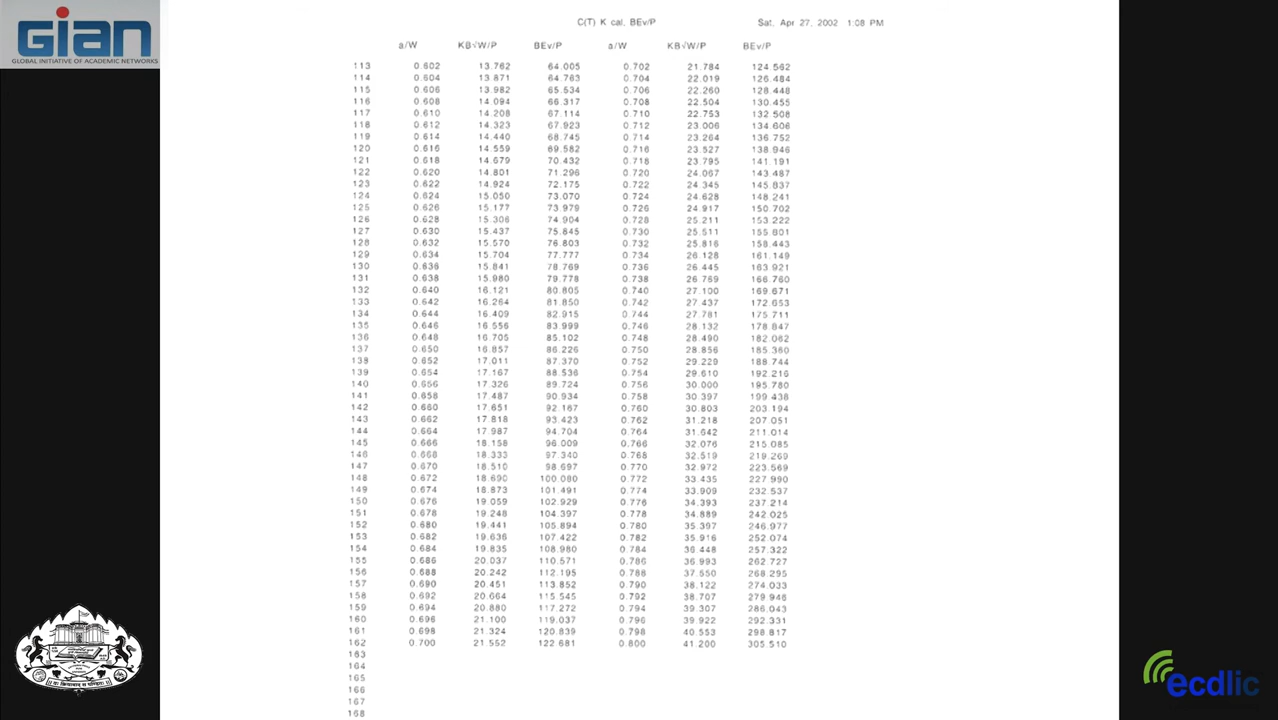 GIAN
GLOBAL INITIATIVE OF ACADEMIC NETWORKS
C(T) K cal, BEv/P Sat, Apr 27, 2002 1:08 PM
a/W KB√W/P BEv/P a/W KB√W/P BEv/P
113 0.602 13.762 64.005 0.702 21.784 124.562
114 0.604 13.871 64.763 0.704 22.019 126.484
115 0.606 13.982 65.534 0.706 22.260 128.448
116 0.608 14.094 66.317 0.708 22.504 130.455
117 0.610 14.208 67.114 0.710 22.753 132.508
118 0.612 14.323 67.923 0.712 23.006 134.606
119 0.614 14.440 68.745 0.714 23.264 136.752
120 0.616 14.559 69.582 0.716 23.527 138.946
121 0.618 14.679 70.432 0.718 23.795 141.191
122 0.620 14.801 71.296 0.720 24.067 143.487
123 0.622 14.924 72.175 0.722 24.345 145.837
124 0.624 15.050 73.070 0.724 24.628 148.241
125 0.626 15.177 73.979 0.726 24.917 150.702
126 0.628 15.306 74.904 0.728 25.211 153.222
127 0.630 15.437 75.845 0.730 25.511 155.801
128 0.632 15.570 76.803 0.732 25.816 158.443
129 0.634 15.704 77.777 0.734 26.128 161.149
130 0.636 15.841 78.769 0.736 26.445 163.921
131 0.638 15.980 79.778 0.738 26.769 166.760
132 0.640 16.121 80.805 0.740 27.100 169.671
133 0.642 16.264 81.850 0.742 27.437 172.653
134 0.644 16.409 82.915 0.744 27.781 175.711
135 0.646 16.556 83.999 0.746 28.132 178.847
136 0.648 16.705 85.102 0.748 28.490 182.062
137 0.650 16.857 86.226 0.750 28.856 185.360
138 0.652 17.011 87.370 0.752 29.229 188.744
139 0.654 17.167 88.536 0.754 29.610 192.216
140 0.656 17.326 89.724 0.756 30.000 195.780
141 0.658 17.487 90.934 0.758 30.397 199.438
142 0.660 17.651 92.167 0.760 30.803 203.194
143 0.662 17.818 93.423 0.762 31.218 207.051
144 0.664 17.987 94.704 0.764 31.642 211.014
145 0.666 18.158 96.009 0.766 32.076 215.085
146 0.668 18.333 97.340 0.768 32.519 219.269
147 0.670 18.510 98.697 0.770 32.972 223.569
148 0.672 18.690 100.080 0.772 33.435 227.990
149 0.674 18.873 101.491 0.774 33.909 232.537
150 0.676 19.059 102.929 0.776 34.393 237.214
151 0.678 19.248 104.397 0.778 34.889 242.025
152 0.680 19.441 105.894 0.780 35.397 246.977
153 0.682 19.636 107.422 0.782 35.916 252.074
154 0.684 19.835 108.980 0.784 36.448 257.322
155 0.686 20.037 110.571 0.786 36.993 262.727
156 0.688 20.242 112.195 0.788 37.550 268.295
157 0.690 20.451 113.852 0.790 38.122 274.033
158 0.692 20.664 115.545 0.792 38.707 279.946
159 0.694 20.880 117.272 0.794 39.307 286.043
160 0.696 21.100 119.037 0.796 39.922 292.331
161 0.698 21.324 120.839 0.798 40.553 298.817
162 0.700 21.552 122.681 0.800 41.200 305.510
163
164
165
166
167
168
ecdlic